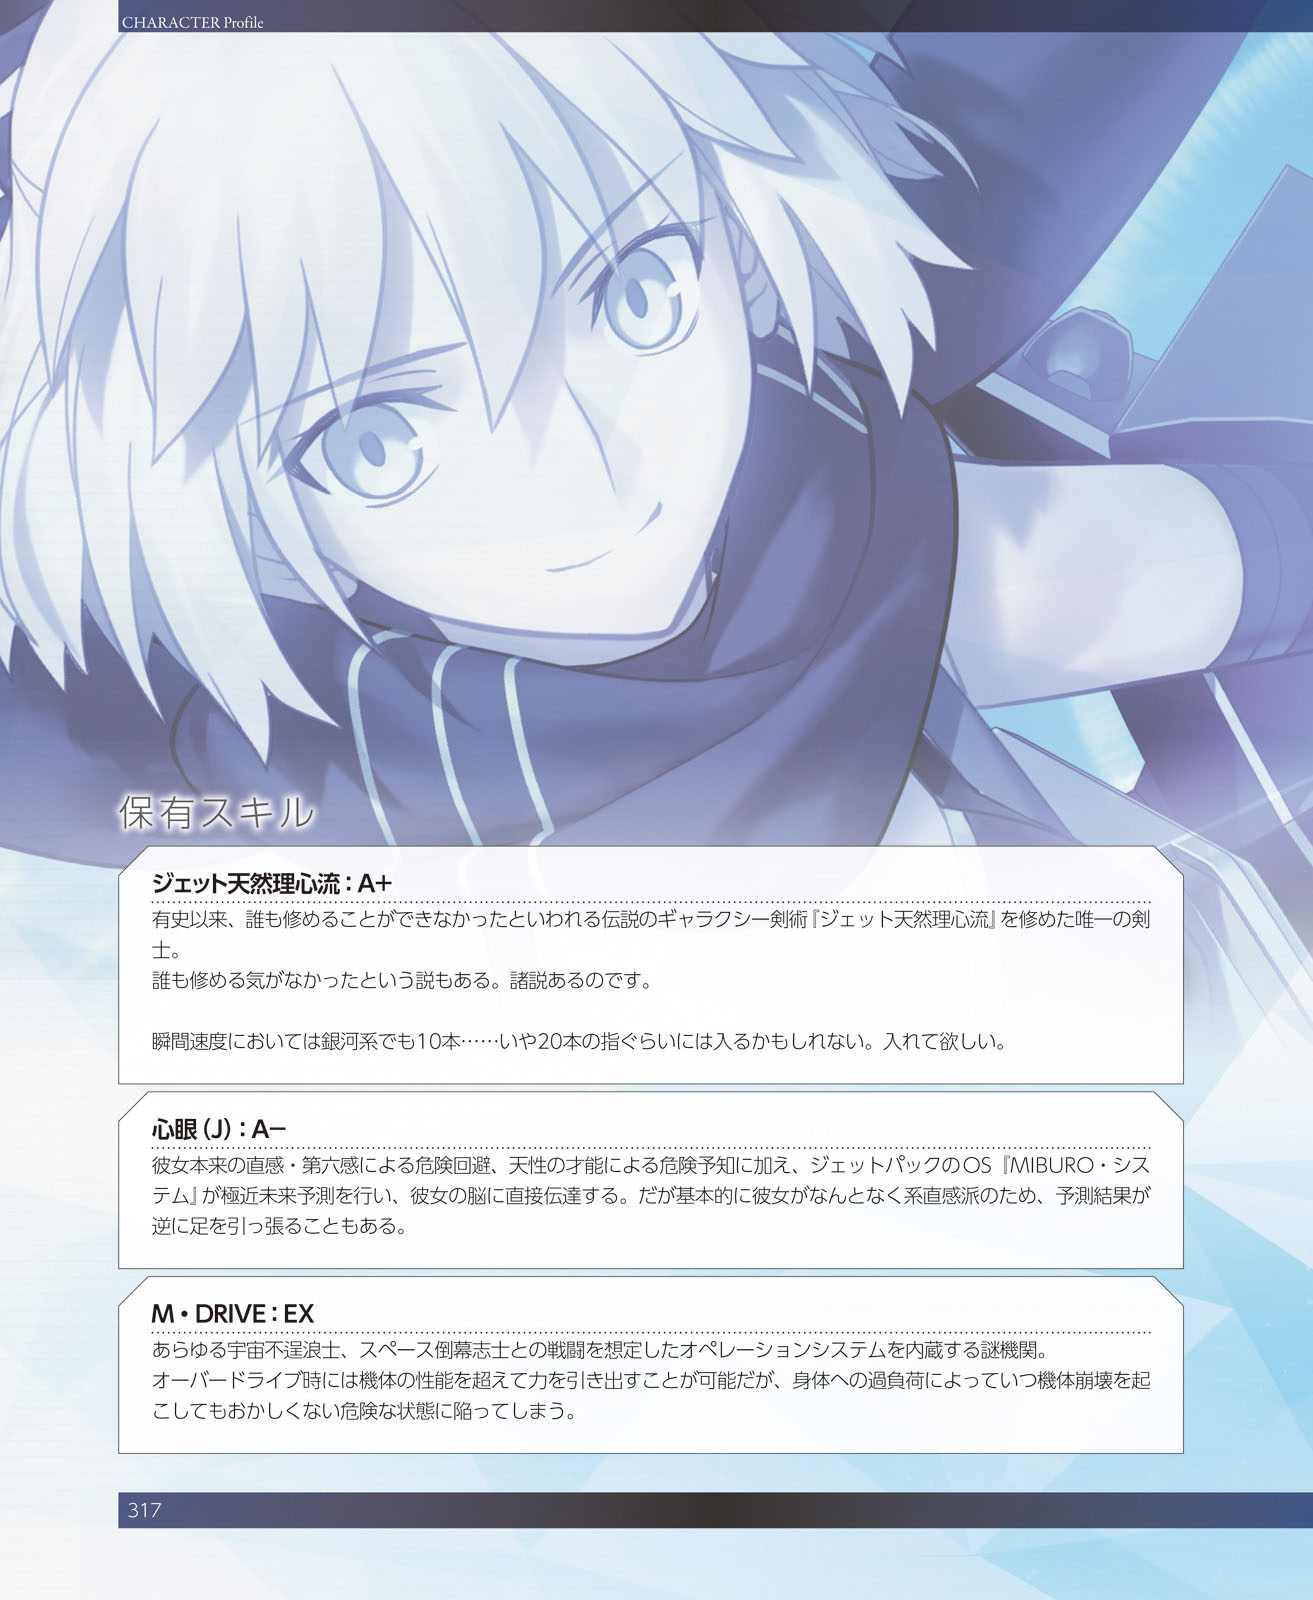 CHARACTER Profile
保有スキル
ジェット天然理心流：A＋
有史以来、誰も修めることができなかったといわれる伝説のギャラクシー剣術『ジェット天然理心流』を修めた唯一の剣
士。
誰も修める気がなかったという説もある。諸説あるのです。
瞬間速度においては銀河系でも10本……いや20本の指ぐらいには入るかもしれない。入れて欲しい。
心眼（J）：A−
彼女本来の直感・第六感による危険回避、天性の才能による危険予知に加え、ジェットパックのOS『MIBURO・シス
テム』が極近未来予測を行い、彼女の脳に直接伝達する。だが基本的に彼女がなんとなく系直感派のため、予測結果が
逆に足を引っ張ることもある。
M・DRIVE：EX
あらゆる宇宙不逞浪士、スペース倒幕志士との戦闘を想定したオペレーションシステムを内蔵する謎機関。
オーバードライブ時には機体の性能を超えて力を引き出すことが可能だが、身体への過負荷によっていつ機体崩壊を起
こしてもおかしくない危険な状態に陥ってしまう。
317